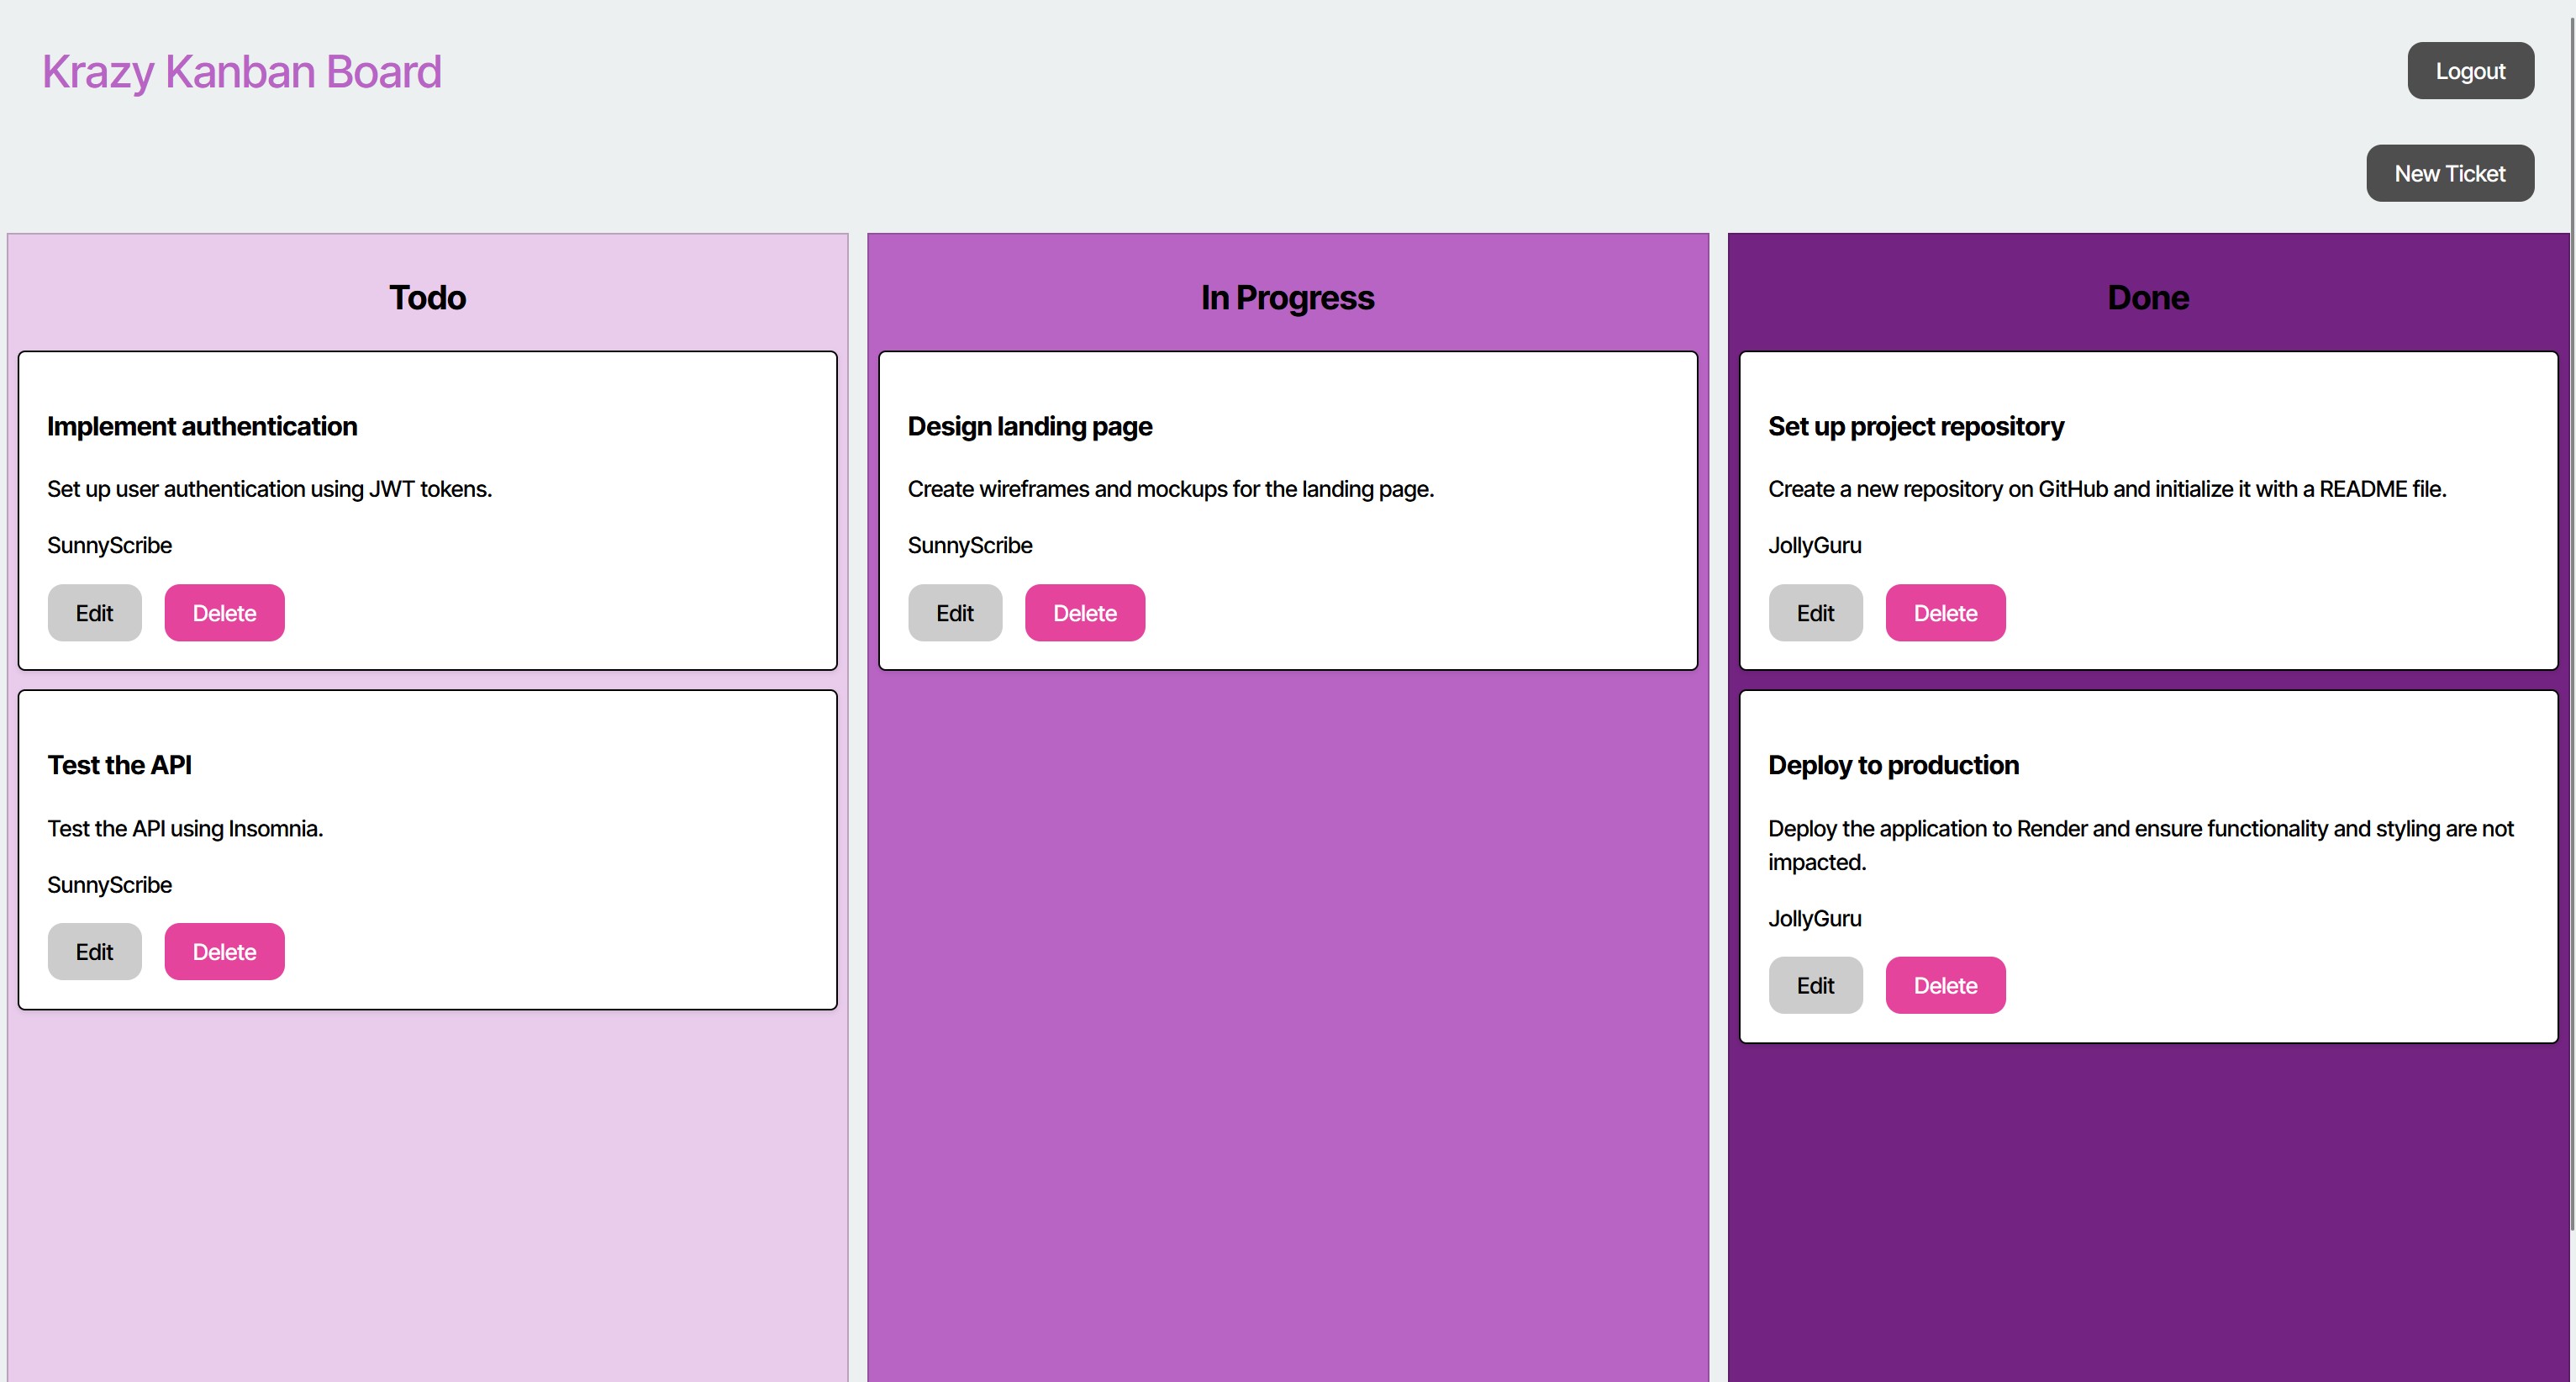 Krazy Kanban Board
Logout
New Ticket
Todo
Implement authentication
Set up user authentication using JWT tokens.
SunnyScribe
Edit Delete
Test the API
Test the API using Insomnia.
SunnyScribe
Edit Delete
In Progress
Design landing page
Create wireframes and mockups for the landing page.
SunnyScribe
Edit Delete
Done
Set up project repository
Create a new repository on GitHub and initialize it with a README file.
JollyGuru
Edit Delete
Deploy to production
Deploy the application to Render and ensure functionality and styling are not
impacted.
JollyGuru
Edit Delete